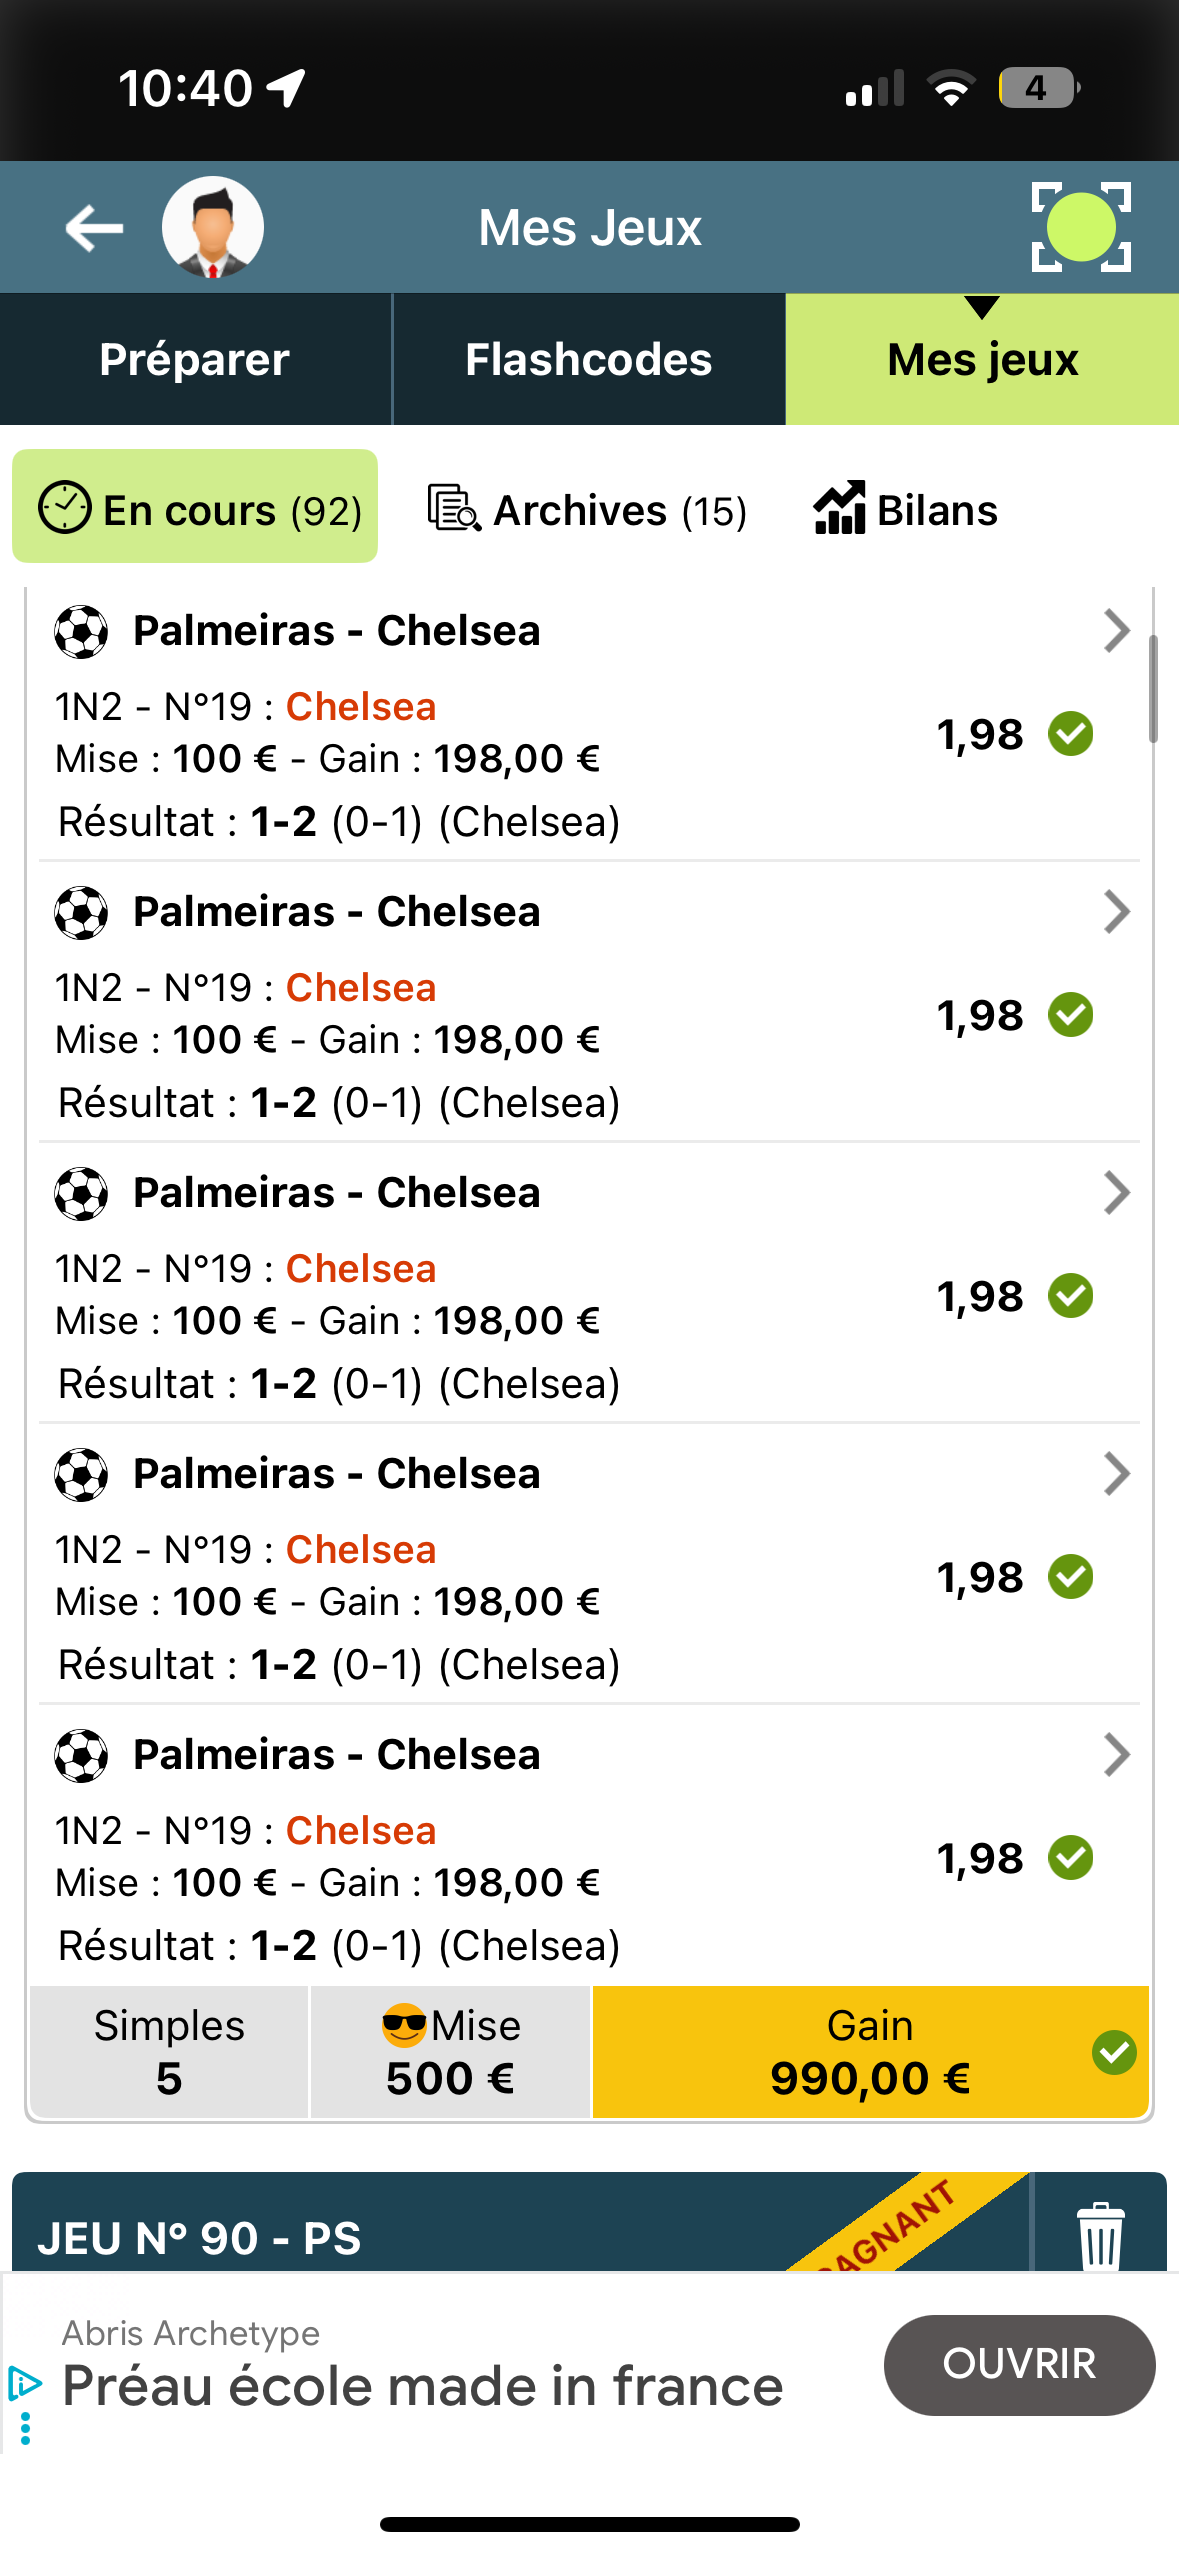 10:40
4
Mes Jeux
Préparer
Flashcodes
Mes jeux
En cours (92)
Archives (15)
Bilans
Palmeiras - Chelsea
1N2 - N°19 : Chelsea
Mise : 100 € - Gain : 198,00 €
1,98
Résultat : 1-2 (0-1) (Chelsea)
Palmeiras - Chelsea
1N2 - N°19 : Chelsea
Mise : 100 € - Gain : 198,00 €
1,98
Résultat : 1-2 (0-1) (Chelsea)
Palmeiras - Chelsea
1N2 - N°19 : Chelsea
Mise : 100 € - Gain : 198,00 €
1,98
Résultat : 1-2 (0-1) (Chelsea)
Palmeiras - Chelsea
1N2 - N°19 : Chelsea
Mise : 100 € - Gain : 198,00 €
1,98
Résultat : 1-2 (0-1) (Chelsea)
Palmeiras - Chelsea
1N2 - N°19 : Chelsea
Mise : 100 € - Gain : 198,00 €
1,98
Résultat : 1-2 (0-1) (Chelsea)
Simples
5
😎Mise
500 €
Gain
990,00 €
JEU N° 90 - PS
GAGNANT
Abris Archetype
Préau école made in france
OUVRIR